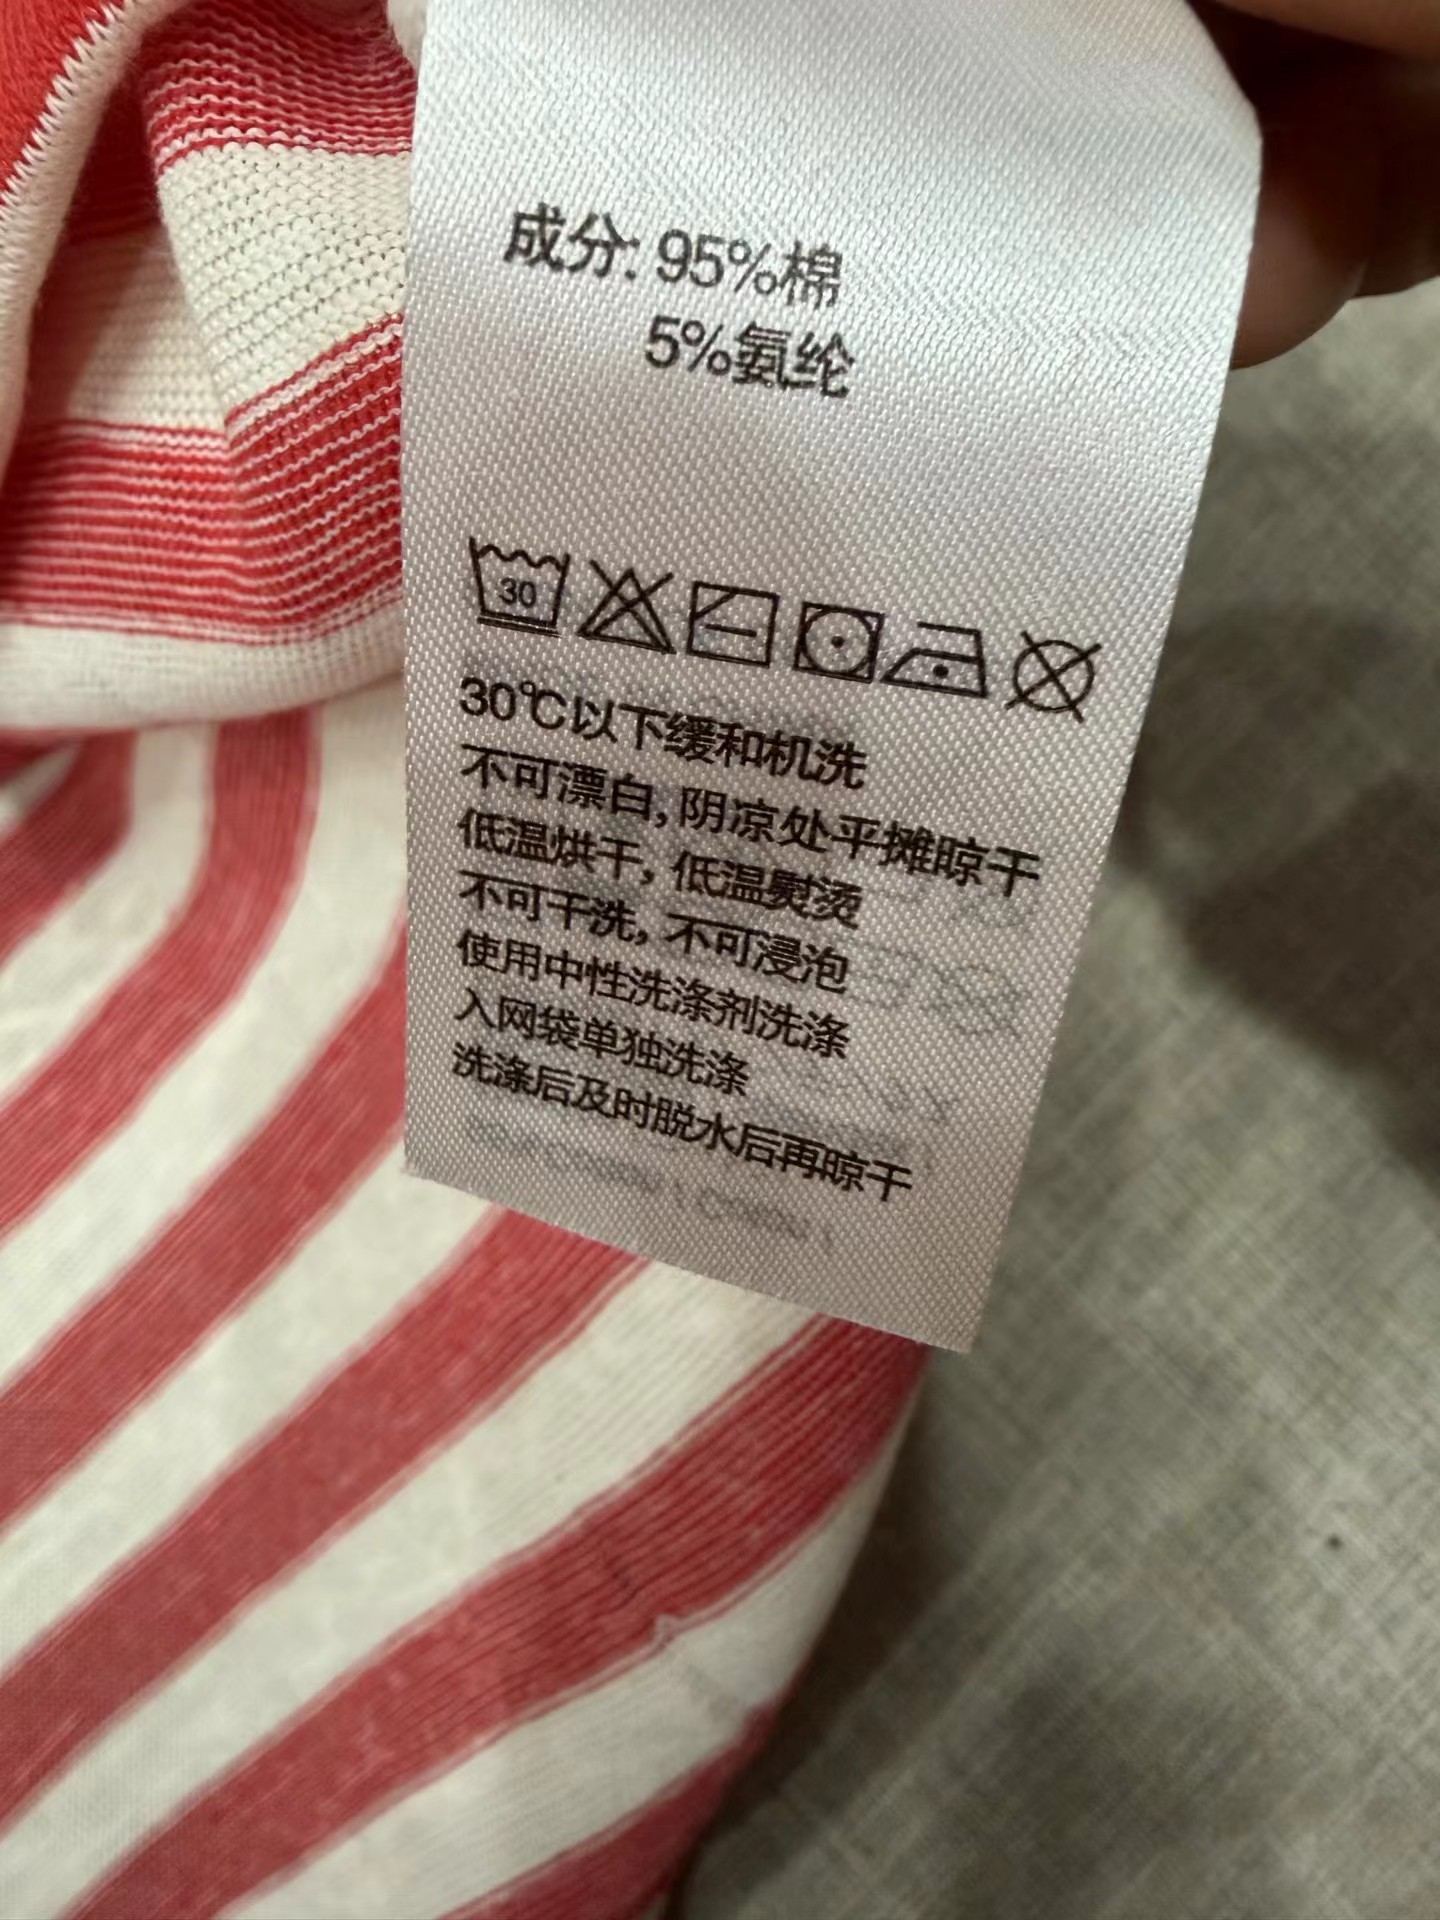 成分: 95%棉
5%氨纶
30
30℃以下缓和机洗
不可漂白, 阴凉处平摊晾干
低温烘干, 低温熨烫
不可干洗, 不可浸泡
使用中性洗涤剂洗涤
入网袋单独洗涤
洗涤后及时脱水后再晾干